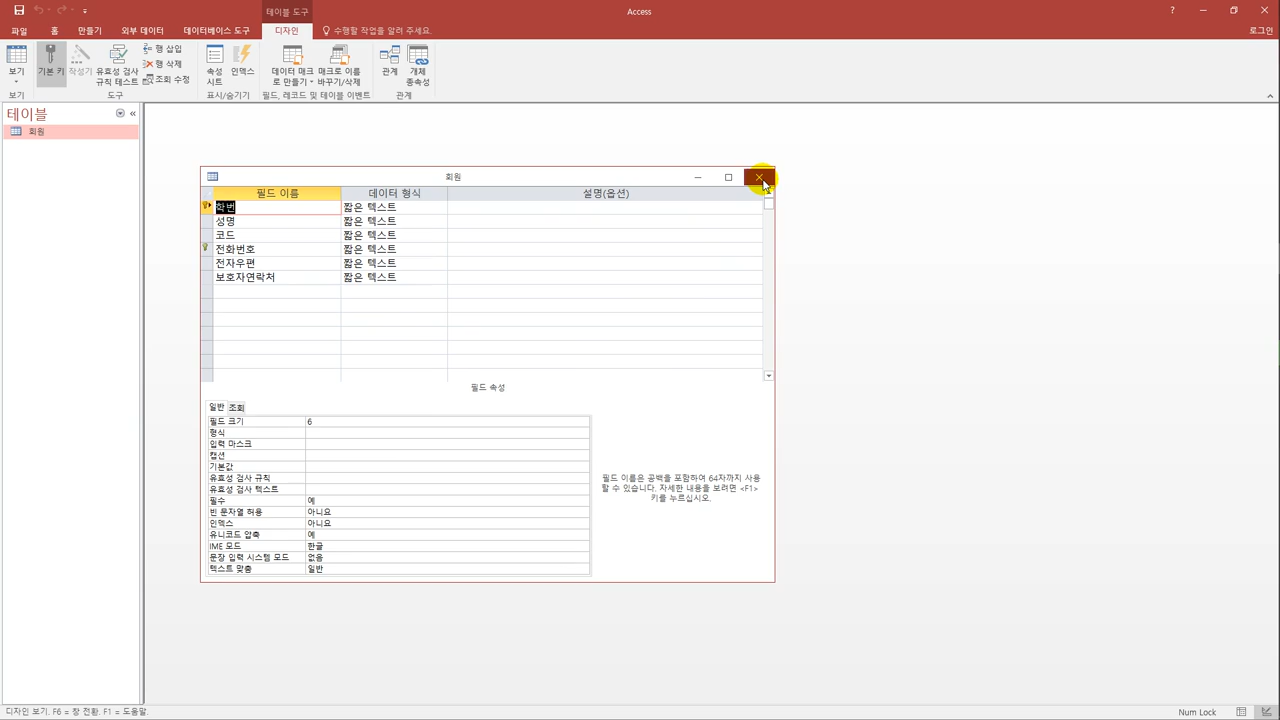 테이블 도구
Access
파일
홈
만들기
외부 데이터
데이터베이스 도구
디자인
수행할 작업을 알려 주세요.
로그인
보기
기본 키
작성기
유효성 검사
규칙 테스트
행 삽입
행 삭제
조회 수정
속성
시트
인덱스
데이터 매크
로 만들기
매크로 이름
바꾸기/삭제
관계
개체
종속성
보기
도구
표시/숨기기
필드, 레코드 및 테이블 이벤트
관계
테이블
회원
회원
필드 이름 데이터 형식 설명(옵션)
학번 짧은 텍스트
성명 짧은 텍스트
코드 짧은 텍스트
전화번호 짧은 텍스트
전자우편 짧은 텍스트
보호자연락처 짧은 텍스트
필드 속성
일반 조회
필드 크기 6
형식
입력 마스크
캡션
기본값
유효성 검사 규칙
유효성 검사 텍스트
필수 예
빈 문자열 허용 아니요
인덱스 아니요
유니코드 압축 예
IME 모드 한글
문장 입력 시스템 모드 없음
텍스트 맞춤 일반
필드 이름은 공백을 포함하여 64자까지 사용
할 수 있습니다. 자세한 내용을 보려면 <F1>
키를 누르십시오.
디자인 보기. F6 = 창 전환. F1 = 도움말.
Num Lock